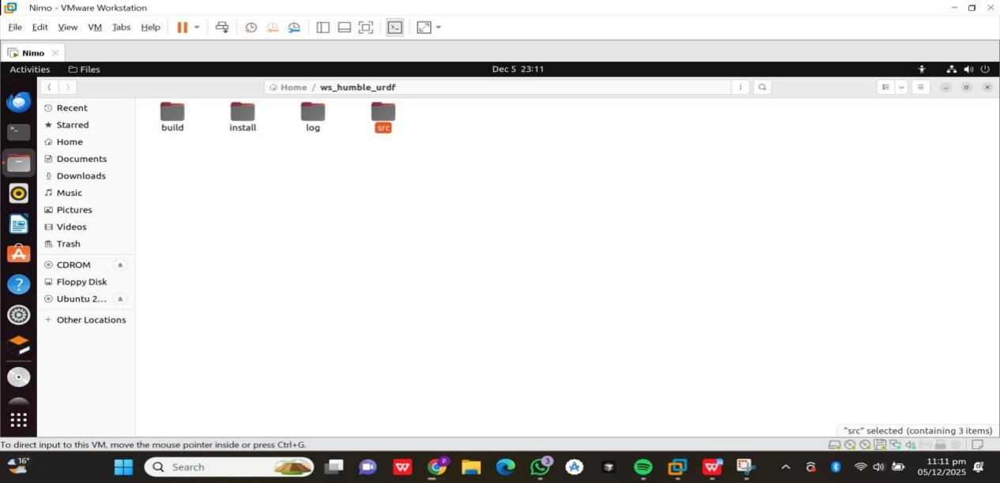 Nimo - VMware Workstation
File Edit View VM Tabs Help
Nimo
Activities Files Dec 5 23:11
Home / ws_humble_urdf
Recent
Starred
Home
Documents
Downloads
Music
Pictures
Videos
Trash
CDROM
Floppy Disk
Ubuntu 2...
+ Other Locations
build install log src
"src" selected (containing 3 items)
To direct input to this VM, move the mouse pointer inside or press Ctrl+G.
16°
Search
3
11:11 pm
05/12/2025